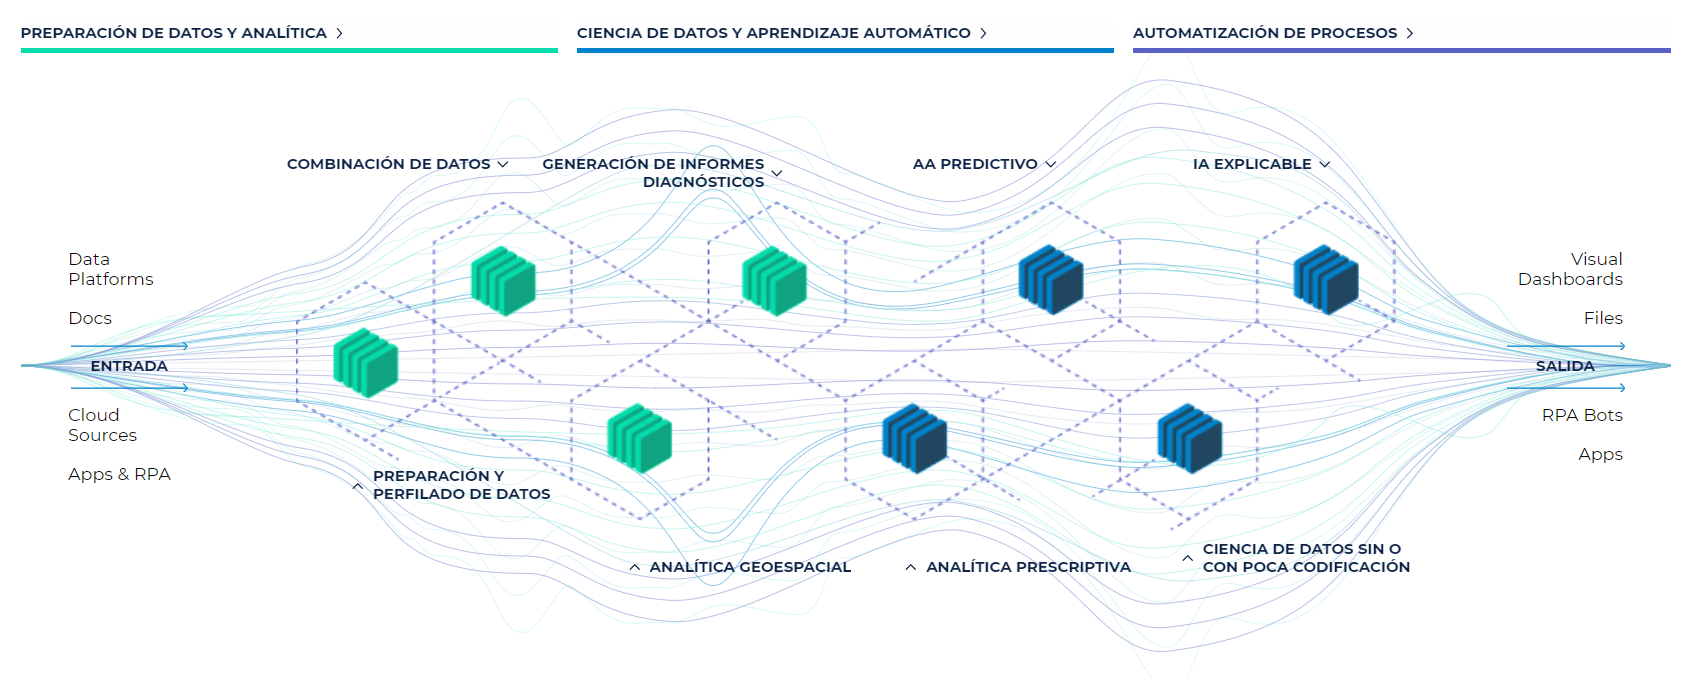 PREPARACIÓN DE DATOS Y ANALÍTICA
CIENCIA DE DATOS Y APRENDIZAJE AUTOMÁTICO
AUTOMATIZACIÓN DE PROCESOS
COMBINACIÓN DE DATOS
GENERACIÓN DE INFORMES
DIAGNÓSTICOS
AA PREDICTIVO
IA EXPLICABLE
Data
Platforms
Docs
ENTRADA
Cloud
Sources
Apps & RPA
Visual
Dashboards
Files
SALIDA
RPA Bots
Apps
PREPARACIÓN Y
PERFILADO DE DATOS
ANALÍTICA GEOESPACIAL
ANALÍTICA PRESCRIPTIVA
CIENCIA DE DATOS SIN O
CON POCA CODIFICACIÓN